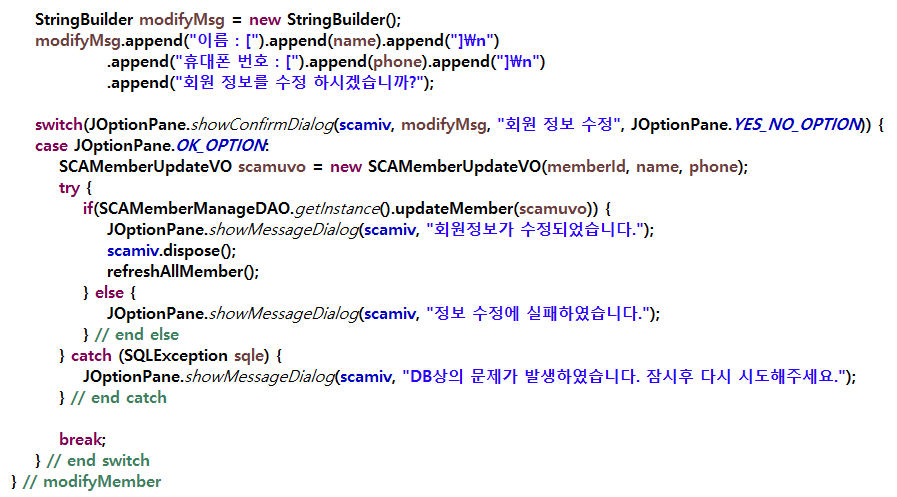 StringBuilder modifyMsg = new StringBuilder();
modifyMsg.append("이름 : [").append(name).append("]₩n")
.append("휴대폰 번호 : [").append(phone).append("]₩n")
.append("회원 정보를 수정 하시겠습니까?");
switch(JOptionPane.showConfirmDialog(scamiv, modifyMsg, "회원 정보 수정", JOptionPane.YES_NO_OPTION)) {
case JOptionPane.OK_OPTION:
SCAMemberUpdateVO scamuvo = new SCAMemberUpdateVO(memberId, name, phone);
try {
if(SCAMemberManageDAO.getInstance().updateMember(scamuvo)) {
JOptionPane.showMessageDialog(scamiv, "회원정보가 수정되었습니다.");
scamiv.dispose();
refreshAllMember();
} else {
JOptionPane.showMessageDialog(scamiv, "정보 수정에 실패하였습니다.");
} // end else
} catch (SQLException sqle) {
JOptionPane.showMessageDialog(scamiv, "DB상의 문제가 발생하였습니다. 잠시후 다시 시도해주세요.");
} // end catch
break;
} // end switch
} // modifyMember